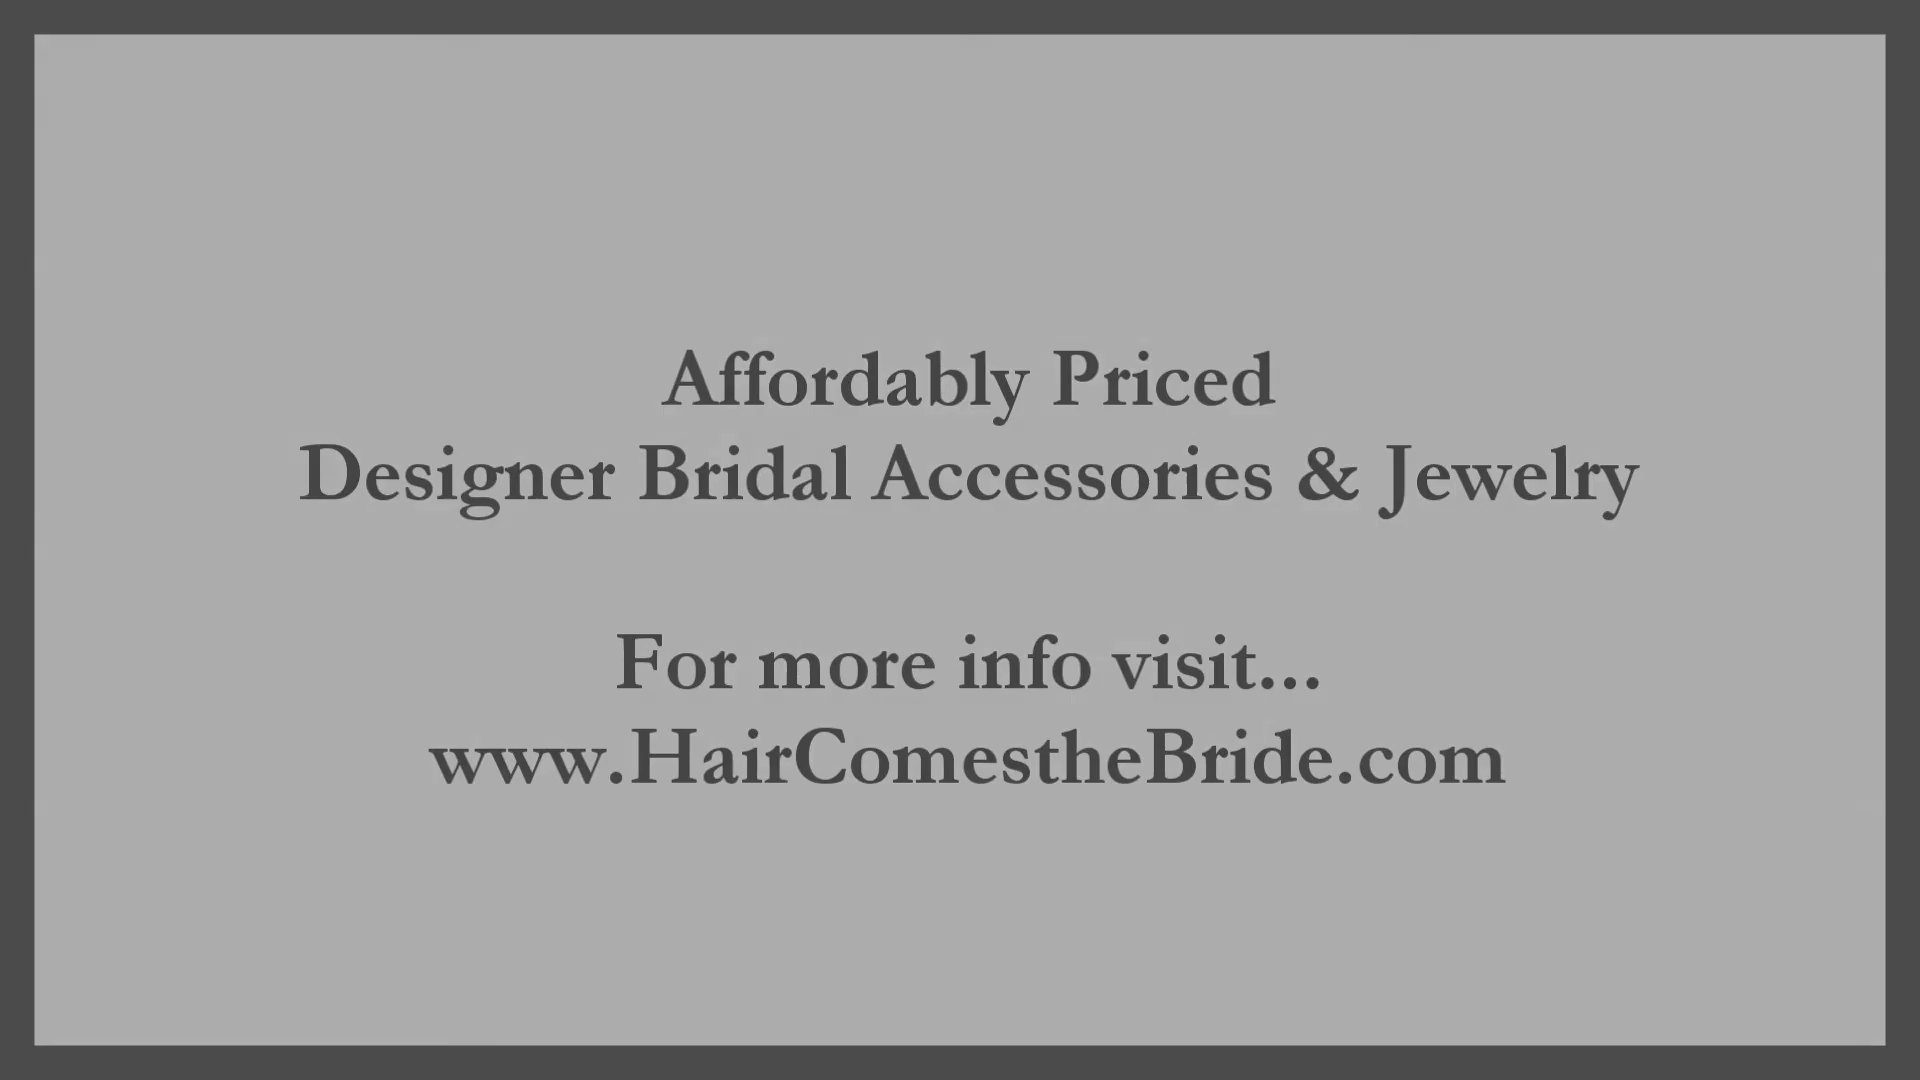 Affordably Priced
Designer Bridal Accessories & Jewelry
For more info visit...
www.HairComestheBride.com